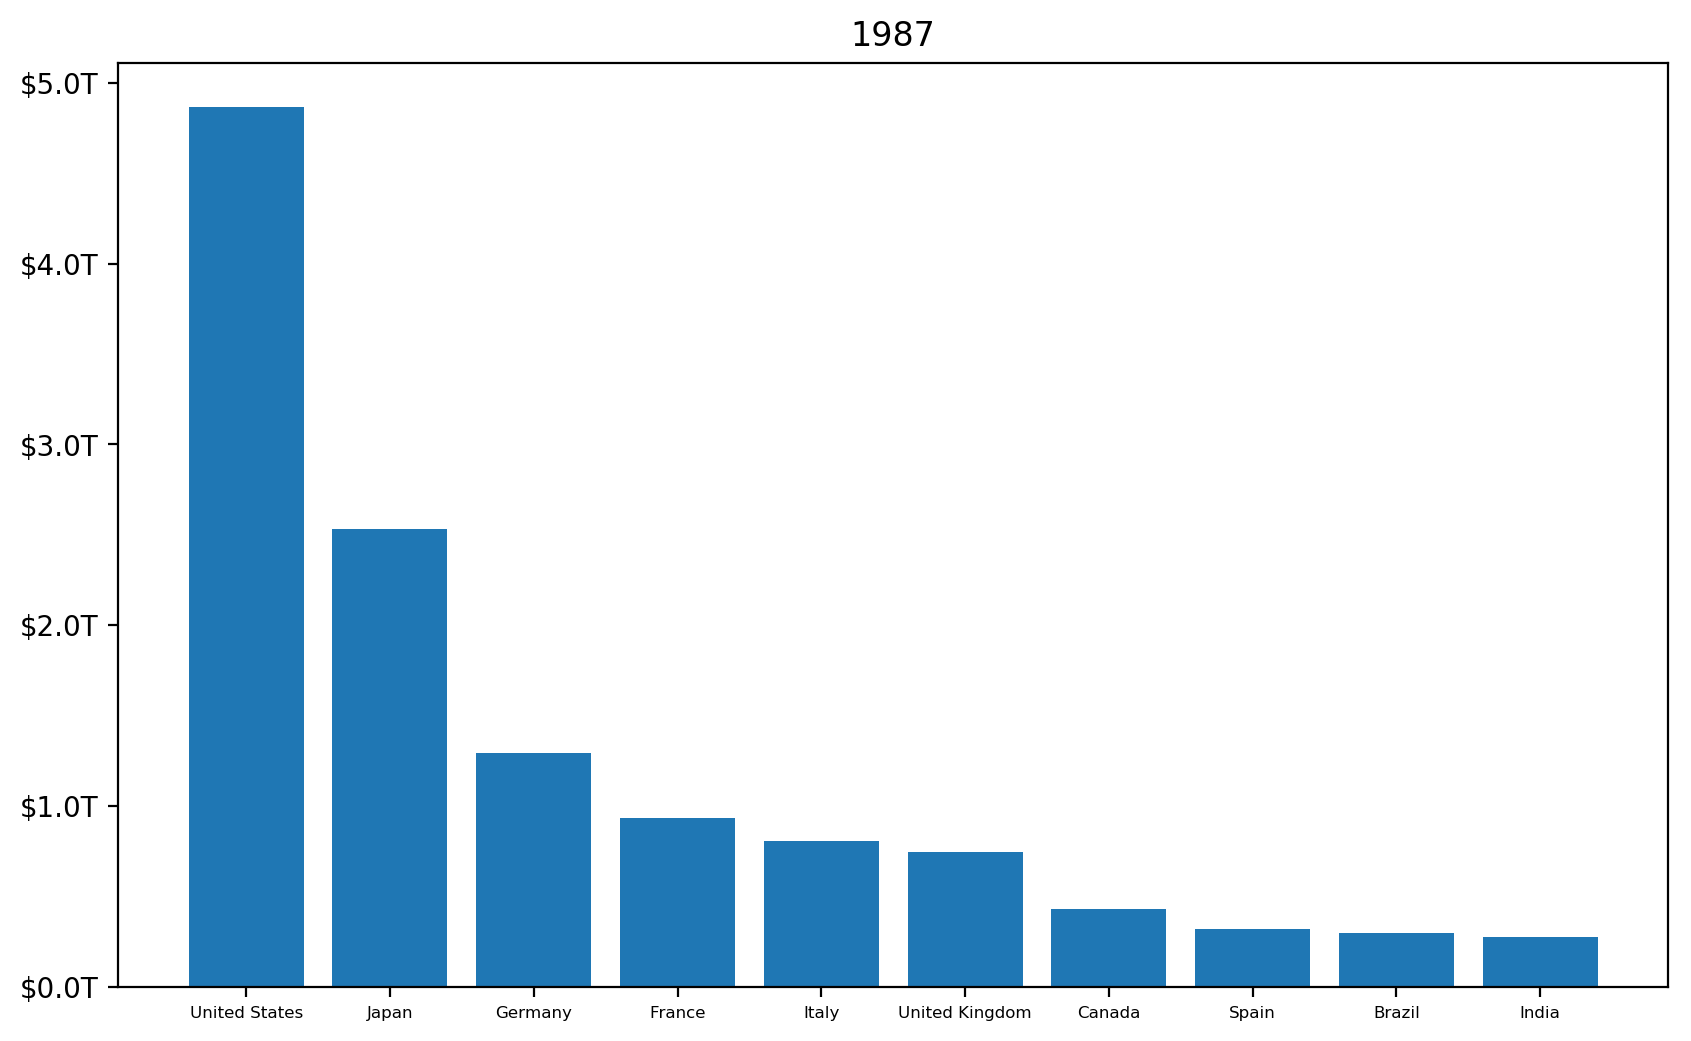 1987
$5.0T
$4.0T
$3.0T
$2.0T
$1.0T
$0.0T
United States Japan Germany France Italy United Kingdom Canada Spain Brazil India